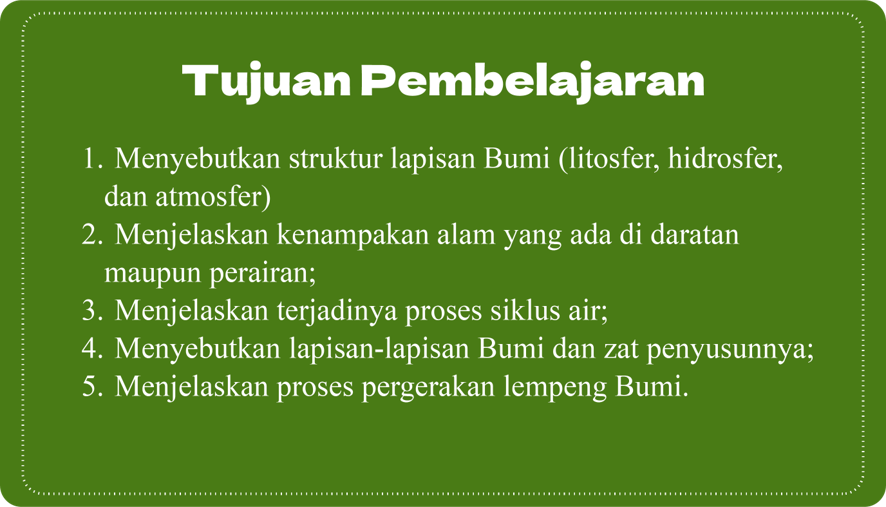 Tujuan Pembelajaran
1. Menyebutkan struktur lapisan Bumi (litosfer, hidrosfer,
dan atmosfer)
2. Menjelaskan kenampakan alam yang ada di daratan
maupun perairan;
3. Menjelaskan terjadinya proses siklus air;
4. Menyebutkan lapisan-lapisan Bumi dan zat penyusunnya;
5. Menjelaskan proses pergerakan lempeng Bumi.